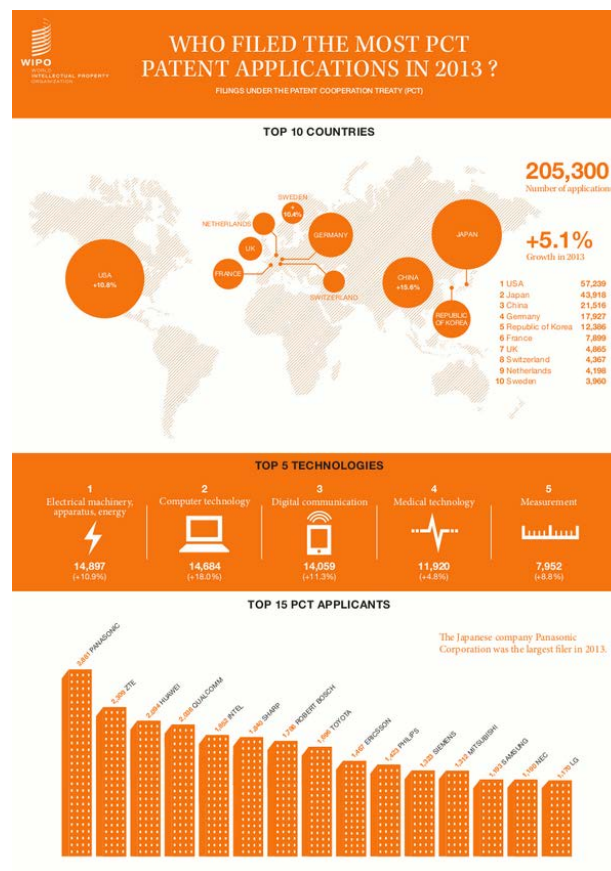 WIPO
WORLD
INTELLECTUAL PROPERTY
ORGANIZATION
WHO FILED THE MOST PCT
PATENT APPLICATIONS IN 2013 ?
FILINGS UNDER THE PATENT COOPERATION TREATY (PCT)
TOP 10 COUNTRIES
205,300
Number of application
+5.1%
Growth in 2013
SWEDEN
10.4%
NETHERLANDS
GERMANY
UK
FRANCE
SWITZERLAND
USA
CHINA
+15.6%
JAPAN
REPUBLIC
OF KOREA
1 USA 57,239
2 Japan 43,918
3 China 21,516
4 Germany 17,927
5 Republic of Korea 12,386
6 France 7,899
7 UK 4,865
8 Switzerland 4,367
9 Netherlands 4,198
10 Sweden 3,960
TOP 5 TECHNOLOGIES
1
Electrical machinery,
apparatus, energy
14,897
(+10.9%)
2
Computer technology
14,684
(+18.0%)
3
Digital communication
14,059
(+11.3%)
4
Medical technology
11,920
(+4.8%)
5
Measurement
7,952
(+8.8%)
TOP 15 PCT APPLICANTS
The Japanese company Panasonic
Corporation was the largest filer in 2013.
PANASONIC
2,309 ZTE
HUAWEI
QUALCOMM
INTEL
SHARP
ROBERT BOSCH
TOYOTA
ERICSSON
PHILIPS
SIEMENS
1,312 MITSUBISHI
SAMSUNG
NEC
1,170 LG